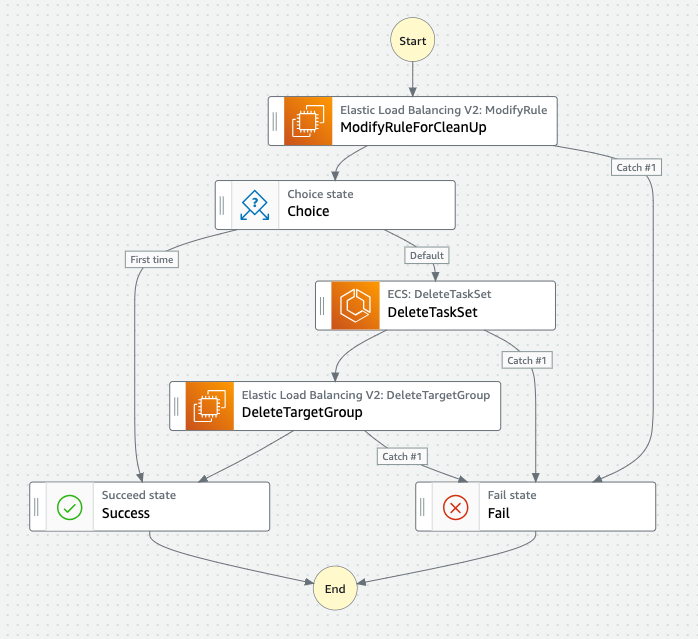 Start
Elastic Load Balancing V2: ModifyRule
ModifyRuleForCleanUp
Catch #1
Choice state
Choice
?
First time
Default
ECS: DeleteTaskSet
DeleteTaskSet
Catch #1
Elastic Load Balancing V2: DeleteTargetGroup
DeleteTargetGroup
Catch #1
Succeed state
Success
Fail state
Fail
End